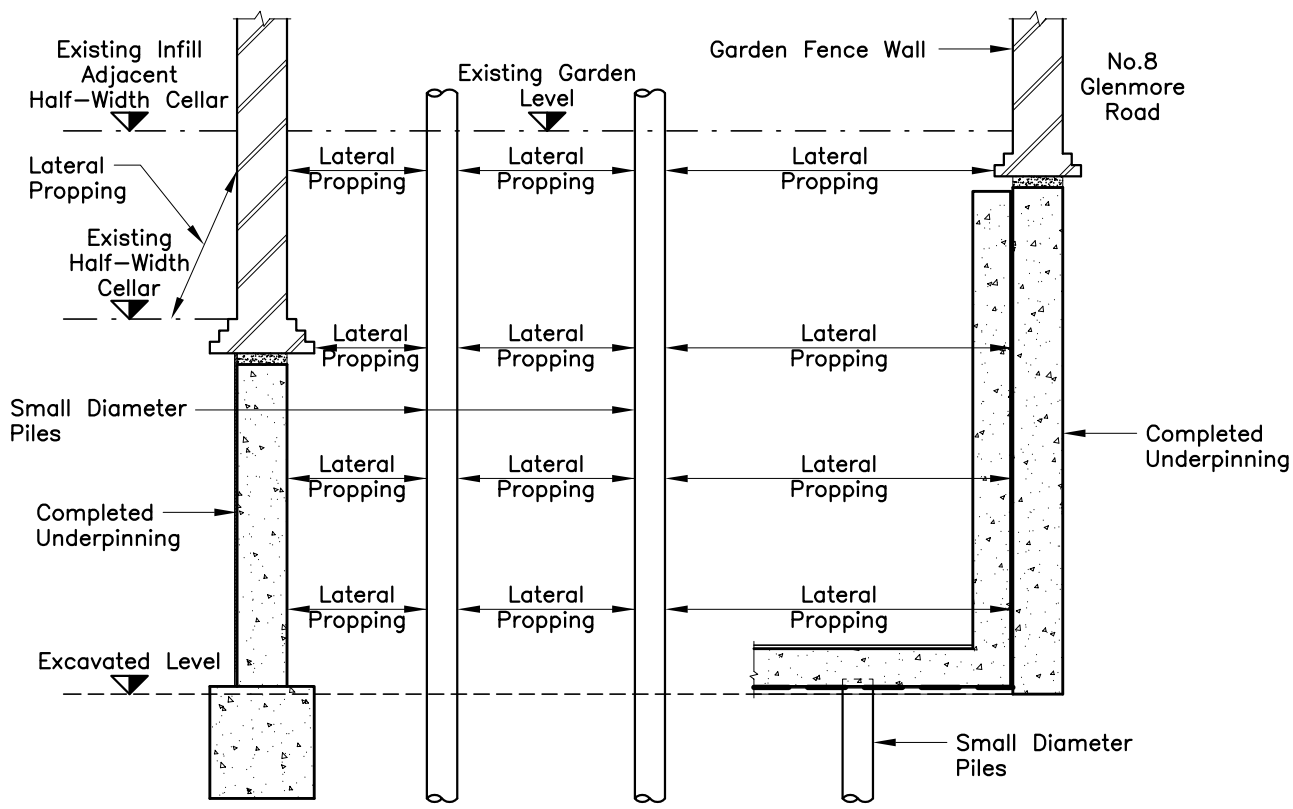 Existing Infill
Adjacent
Half-Width Cellar
Existing Garden
Level
Garden Fence Wall
No.8
Glenmore
Road
Lateral
Propping
Lateral
Propping
Lateral
Propping
Lateral
Propping
Existing
Half-Width
Cellar
Lateral
Propping
Lateral
Propping
Lateral
Propping
Small Diameter
Piles
Completed
Underpinning
Lateral
Propping
Lateral
Propping
Lateral
Propping
Completed
Underpinning
Lateral
Propping
Lateral
Propping
Lateral
Propping
Excavated Level
Small Diameter
Piles